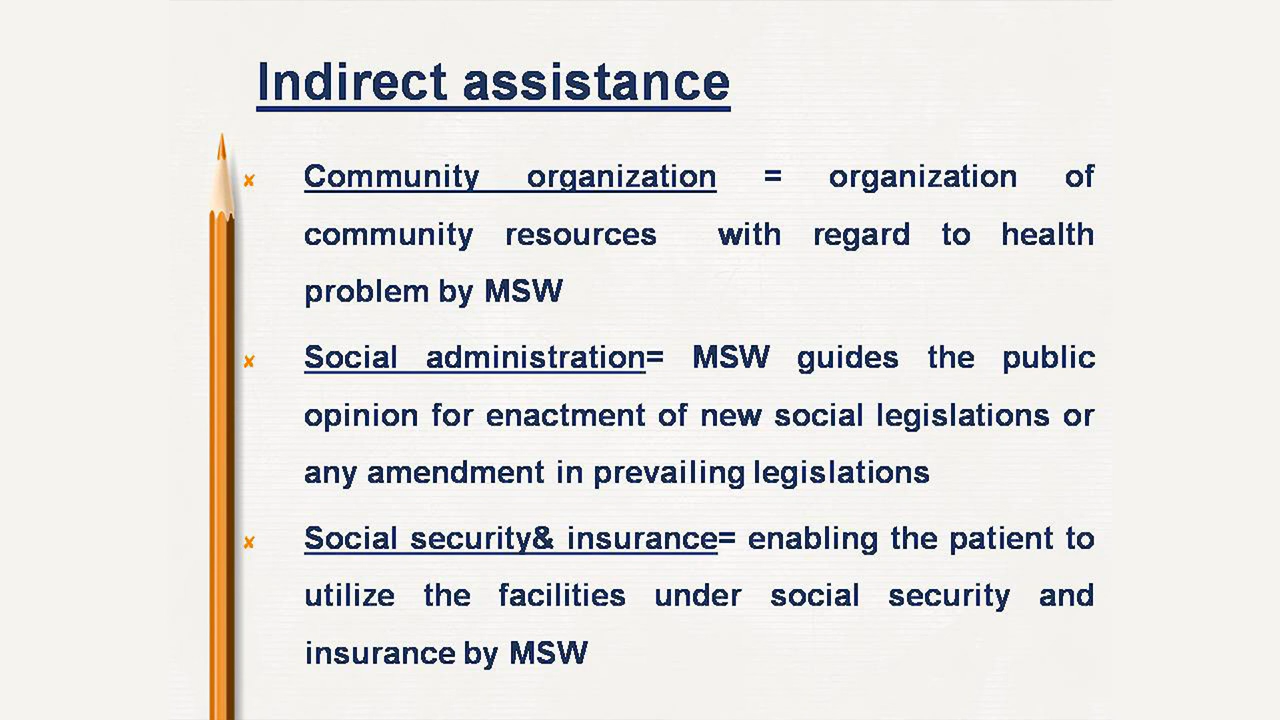 Indirect assistance
Community organization = organization of
community resources with regard to health
problem by MSW
Social administration= MSW guides the public
opinion for enactment of new social legislations or
any amendment in prevailing legislations
Social security& insurance= enabling the patient to
utilize the facilities under social security and
insurance by MSW